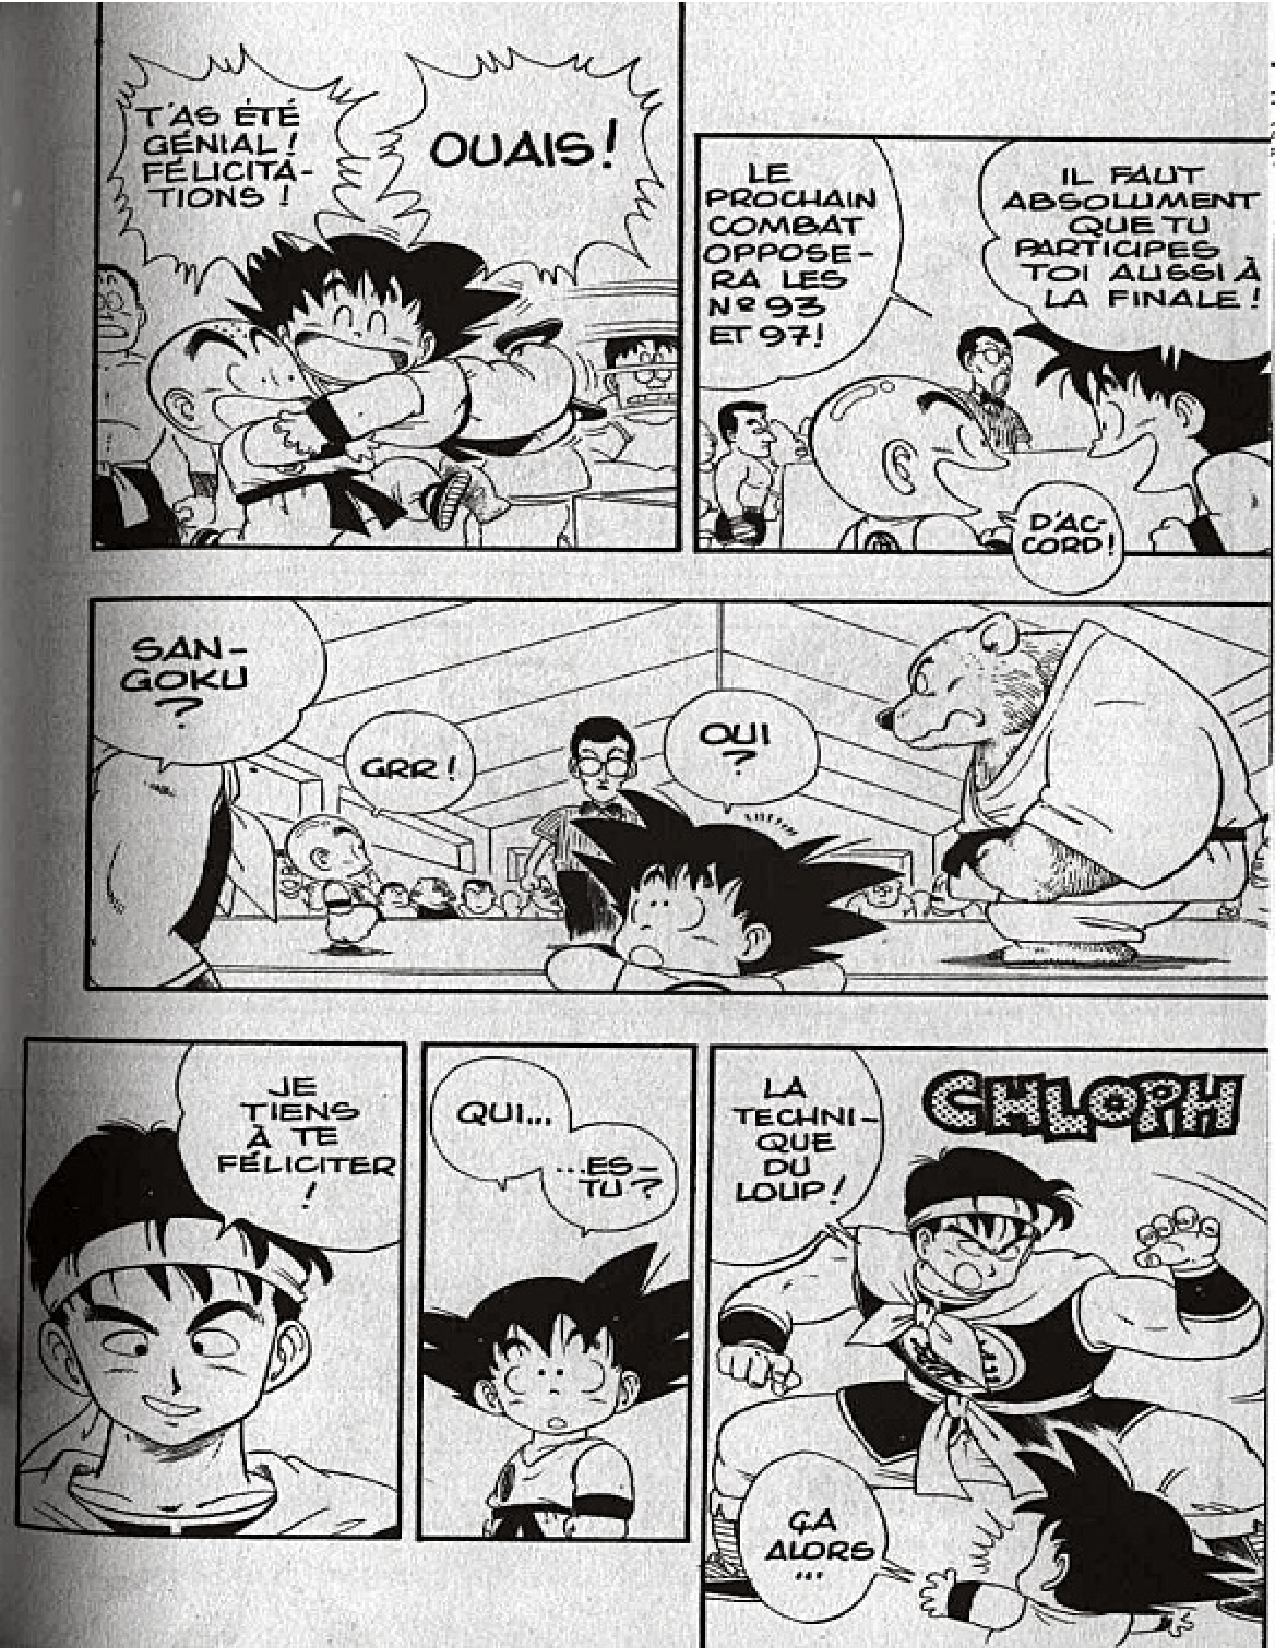 T'AS ÉTÉ
GÉNIAL!
FÉLICITA-
TIONS!
OUAIS!
LE
PROCHAIN
COMBAT
OPPOSE-
RA LES
Nº 93
ET 97!
IL FAUT
ABSOLUMENT
QUE TU
PARTICIPES
TOI AUSSI À
LA FINALE!
D'AC-
CORD!
SAN-
GOKU
?
GRR!
OUI
?
JE
TIENS
À TE
FÉLICITER
!
QUI...
...ES-
TU?
LA
TECHNI-
QUE
DU
LOUP!
CHLOPH
ÇA
ALORS
...